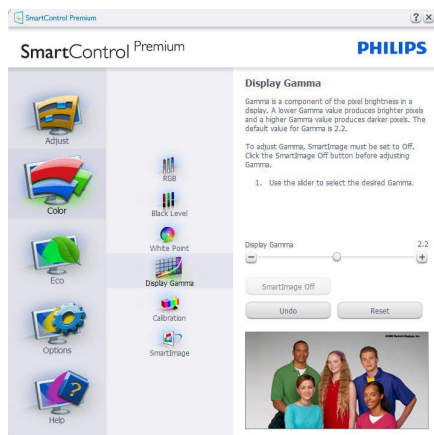 SmartControl Premium
SmartControl Premium
PHILIPS
Adjust
Color
Eco
Options
Help
RGB
Black Level
White Point
Display Gamma
Calibration
SmartImage
Display Gamma
Gamma is a component of the pixel brightness in a
display. A lower Gamma value produces brighter pixels
and a higher Gamma value produces darker pixels. The
default value for Gamma is 2.2.
To adjust Gamma, SmartImage must be set to Off.
Click the SmartImage Off button before adjusting
Gamma.
1. Use the slider to select the desired Gamma.
Display Gamma 2.2
SmartImage Off
Undo Reset